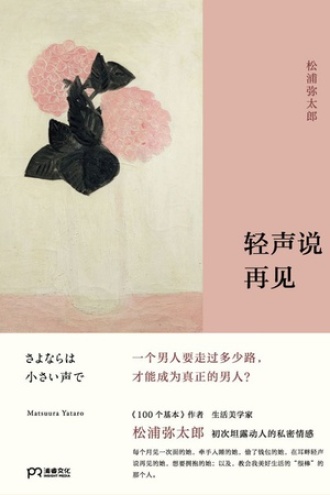 松浦弥太郎
轻声说
再见
さよならは
小さい声で
Matsuura Yataro
一个男人要走过多少路，
才能成为真正的男人？
《100个基本》作者　生活美学家
松浦弥太郎 初次坦露动人的私密情感
每个月见一次面的她、牵手入睡的她、偷了钱包的她、在耳畔轻声
说再见的她、想要拥抱的她；以及，教会我美好生活的“恒棒”的
那个人。
浦睿文化
INSIGHT MEDIA